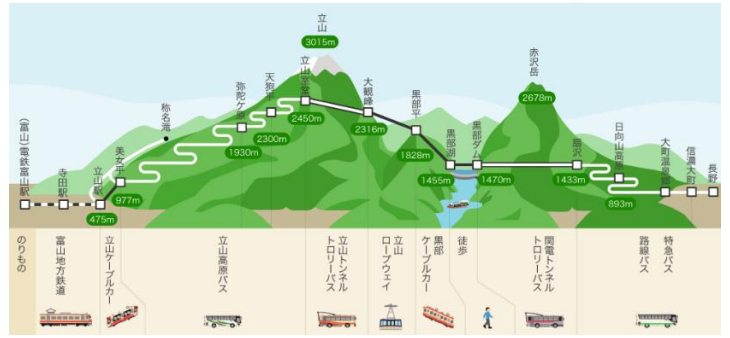 立山
3015m
赤沢岳
2678m
(富山)電鉄富山駅
寺田駅
立山駅
475m
美女平
977m
称名滝
弥陀ケ原
1930m
天狗平
2300m
立山室堂
2450m
大観峰
2316m
黒部平
1828m
黒部湖
1455m
黒部ダム
1470m
扇沢
1433m
日向山高原
893m
大町温泉郷
信濃大町
長野
のりもの
富山地方鉄道
立山ケーブルカー
立山高原バス
立山トンネル
トロリーバス
立山
ロープウェイ
黒部
ケーブルカー
徒歩
関電トンネル
トロリーバス
特急バス
路線バス